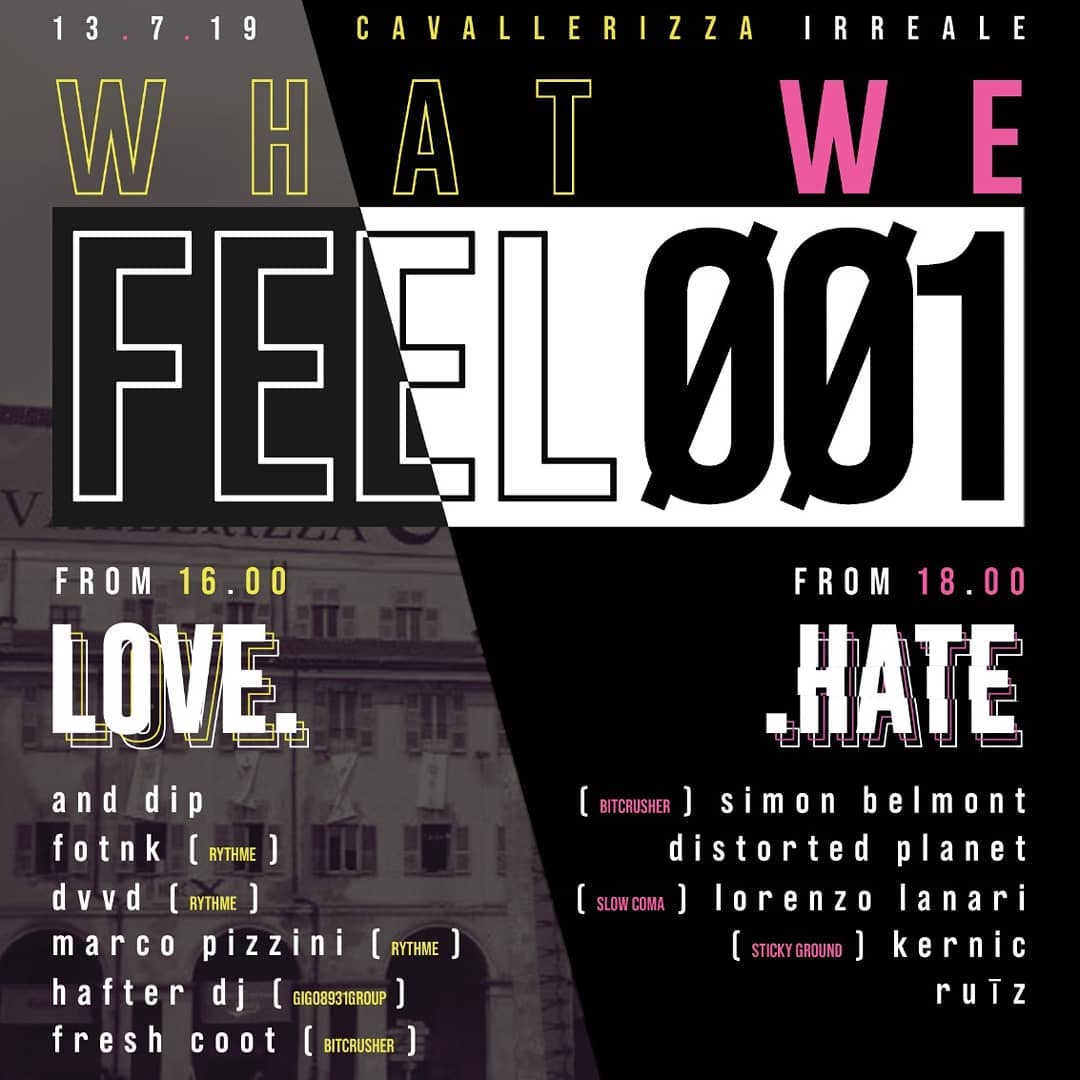 13.7.19 CAVALLERIZZA IRREALE
WHAT WE
FEEL ØØ1
FROM 16.00
LOVE.
and dip
fotnk ( RYTHME )
dvvd ( RYTHME )
marco pizzini ( RYTHME )
hafter dj ( GIGO8931GROUP )
fresh coot ( BITCRUSHER )
FROM 18.00
.HATE
( BITCRUSHER ) simon belmont
distorted planet
( SLOW COMA ) lorenzo lanari
( STICKY GROUND ) kernic
ruīz